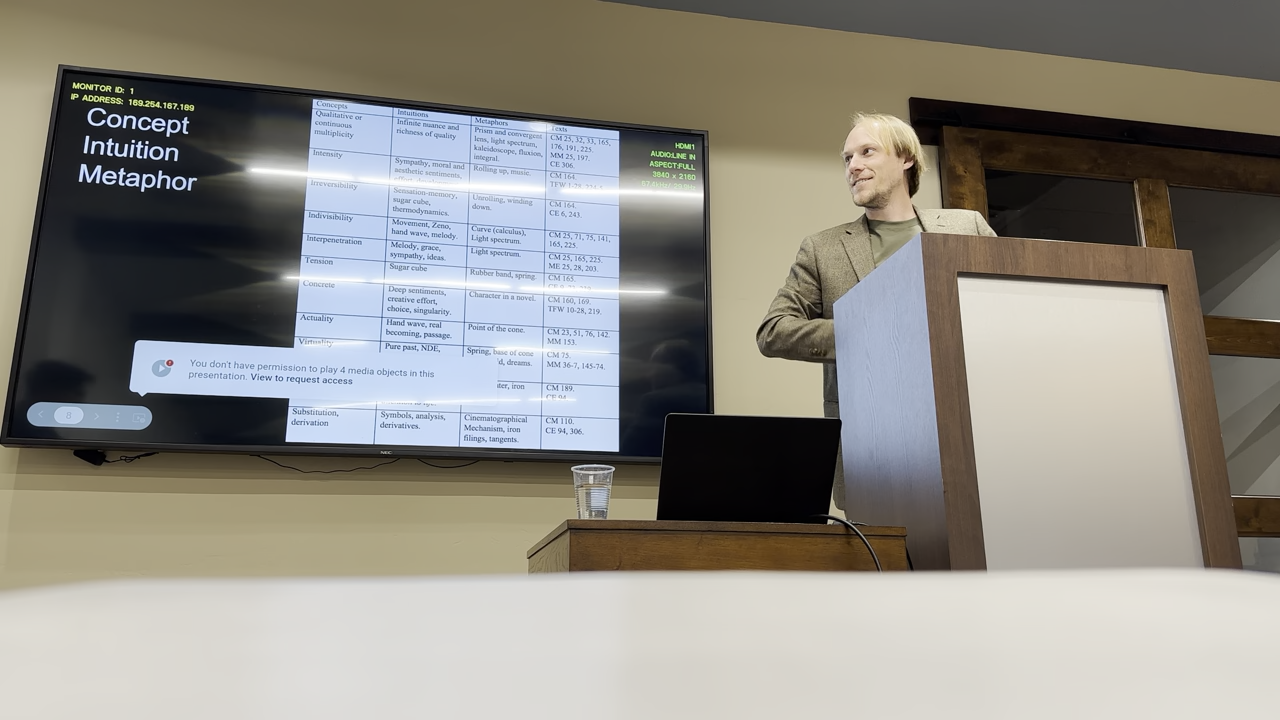 MONITOR ID: 1
IP ADDRESS: 169.254.167.189
Concept
Intuition
Metaphor
HDMI1
AUDIO:LINE IN
ASPECT:FULL
3840 x 2160
Concepts
Intuitions
Metaphors
Texts
Qualitative or
continuous
multiplicity
Infinite nuance and
richness of quality
Prism and convergent
lens, light spectrum,
kaleidoscope, fluxion,
integral.
CM 25, 32, 33, 165,
176, 191, 225.
MM 25, 197.
CE 306.
Intensity
Sympathy, moral and
aesthetic sentiments,
Rolling up, music.
CM 164.
Irreversibility
Sensation-memory,
sugar cube,
thermodynamics.
Unrolling, winding
down.
CM 164.
CE 6, 243.
Indivisibility
Movement, Zeno,
hand wave, melody.
Curve (calculus),
Light spectrum.
CM 25, 71, 75, 141,
165, 225.
Interpenetration
Melody, grace,
sympathy, ideas.
Light spectrum.
CM 25, 165, 225.
ME 25, 28, 203.
Tension
Sugar cube
Rubber band, spring.
CM 165.
Concrete
Deep sentiments,
creative effort,
choice, singularity.
Character in a novel.
CM 160, 169.
TFW 10-28, 219.
Actuality
Hand wave, real
becoming, passage.
Point of the cone.
CM 23, 51, 76, 142.
MM 153.
Virtuality
Pure past, NDE,
Spring, base of cone
dreams.
CM 75.
MM 36-7, 145-74.
iron
CM 189.
CE 94
Substitution,
derivation
Symbols, analysis,
derivatives.
Cinematographical
Mechanism, iron
filings, tangents.
CM 110.
CE 94, 306.
You don't have permission to play 4 media objects in this
presentation. View to request access
8
NEC